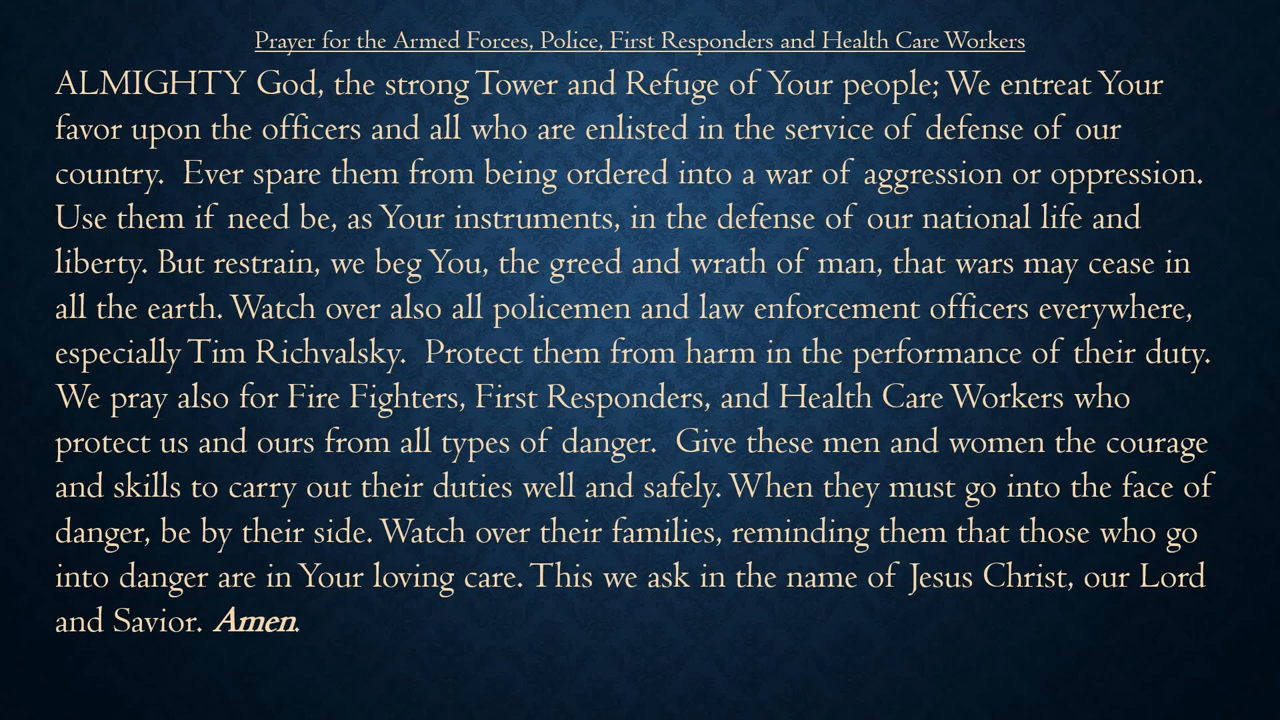 Prayer for the Armed Forces, Police, First Responders and Health Care Workers
ALMIGHTY God, the strong Tower and Refuge of Your people; We entreat Your
favor upon the officers and all who are enlisted in the service of defense of our
country.  Ever spare them from being ordered into a war of aggression or oppression.
Use them if need be, as Your instruments, in the defense of our national life and
liberty. But restrain, we beg You, the greed and wrath of man, that wars may cease in
all the earth. Watch over also all policemen and law enforcement officers everywhere,
especially Tim Richvalsky.  Protect them from harm in the performance of their duty.
We pray also for Fire Fighters, First Responders, and Health Care Workers who
protect us and ours from all types of danger.  Give these men and women the courage
and skills to carry out their duties well and safely. When they must go into the face of
danger, be by their side. Watch over their families, reminding them that those who go
into danger are in Your loving care. This we ask in the name of Jesus Christ, our Lord
and Savior. Amen.